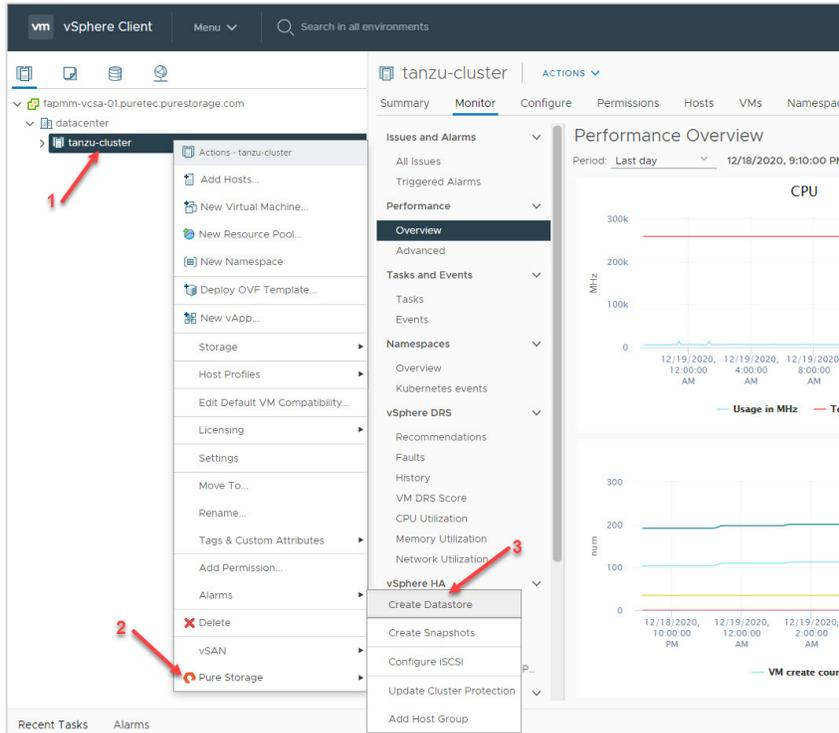 vm vSphere Client Menu Search in all environments
fapmm-vcsa-01.puretec.purestorage.com
datacenter
tanzu-cluster
1
Actions - tanzu-cluster
Add Hosts...
New Virtual Machine...
New Resource Pool...
New Namespace
Deploy OVF Template...
New vApp...
Storage
Host Profiles
Edit Default VM Compatibility...
Licensing
Settings
Move To...
Rename...
Tags & Custom Attributes
Add Permission...
Alarms
Delete
vSAN
2
Pure Storage
Create Datastore
3
Create Snapshots
Configure iSCSI
Update Cluster Protection
Add Host Group
tanzu-cluster ACTIONS
Summary Monitor Configure Permissions Hosts VMs Namespac
Issues and Alarms
All Issues
Triggered Alarms
Performance
Overview
Advanced
Tasks and Events
Tasks
Events
Namespaces
Overview
Kubernetes events
vSphere DRS
Recommendations
Faults
History
VM DRS Score
CPU Utilization
Memory Utilization
Network Utilization
vSphere HA
P...
Performance Overview
Period: Last day 12/18/2020, 9:10:00 PM
CPU
300k
200k
100k
0
MHz
12/19/2020, 12/19/2020, 12/19/2020
12:00:00 4:00:00 8:00:00
AM AM AM
Usage in MHz To
300
200
100
0
num
12/18/2020, 12/19/2020, 12/19/2020,
10:00:00 12:00:00 2:00:00
PM AM AM
VM create coun
Recent Tasks Alarms